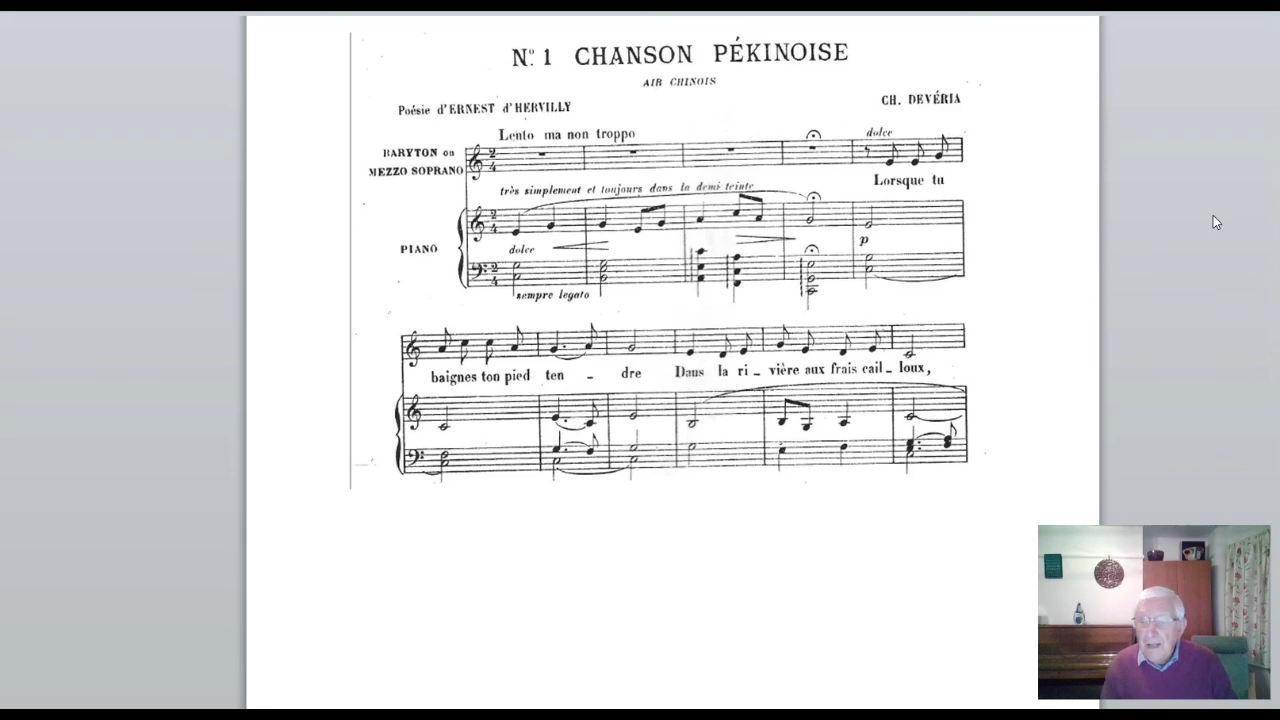 Nº 1 CHANSON PÉKINOISE
AIR CHINOIS
Poésie d'ERNEST d'HERVILLY
CH. DEVÉRIA
Lento ma non troppo
dolce
BARYTON ou
MEZZO SOPRANO
Lorsque tu
très simplement et toujours dans la demi teinte
PIANO
dolce
p
sempre legato
baignes ton pied ten - dre Dans la ri - vière aux frais cail - loux,